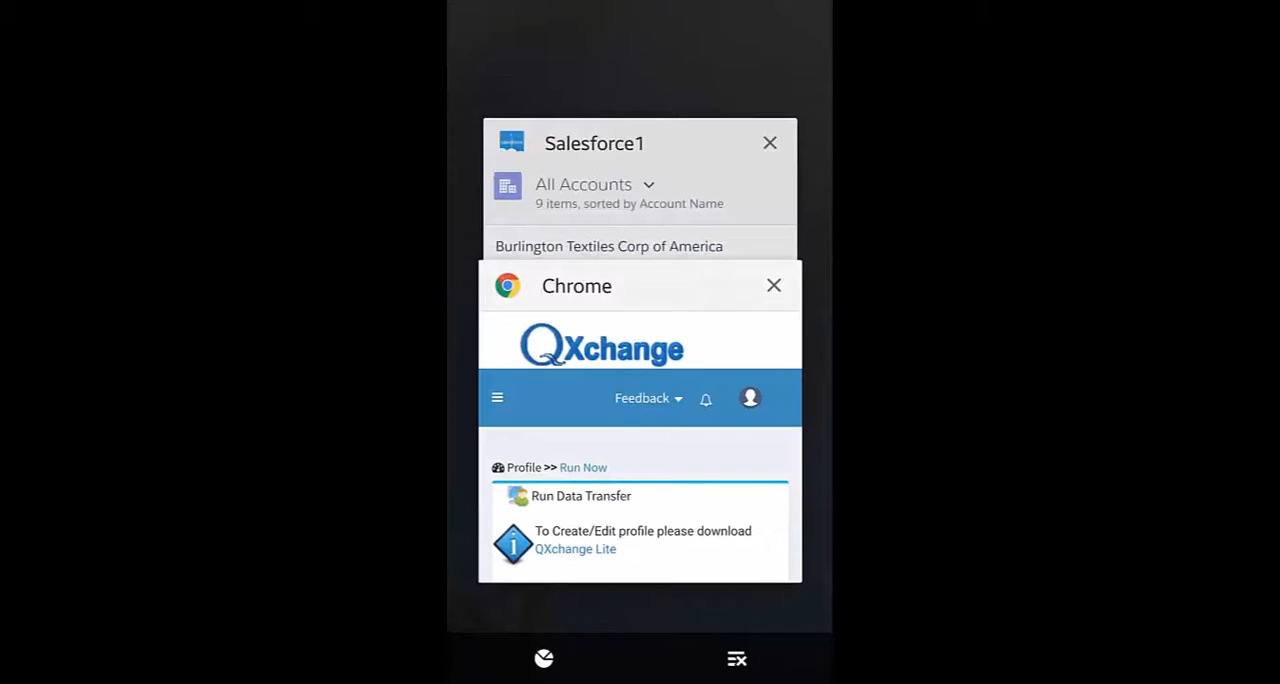 Salesforce1
All Accounts
9 items, sorted by Account Name
Burlington Textiles Corp of America
Chrome
QXchange
Feedback
Profile >> Run Now
Run Data Transfer
To Create/Edit profile please download
QXchange Lite